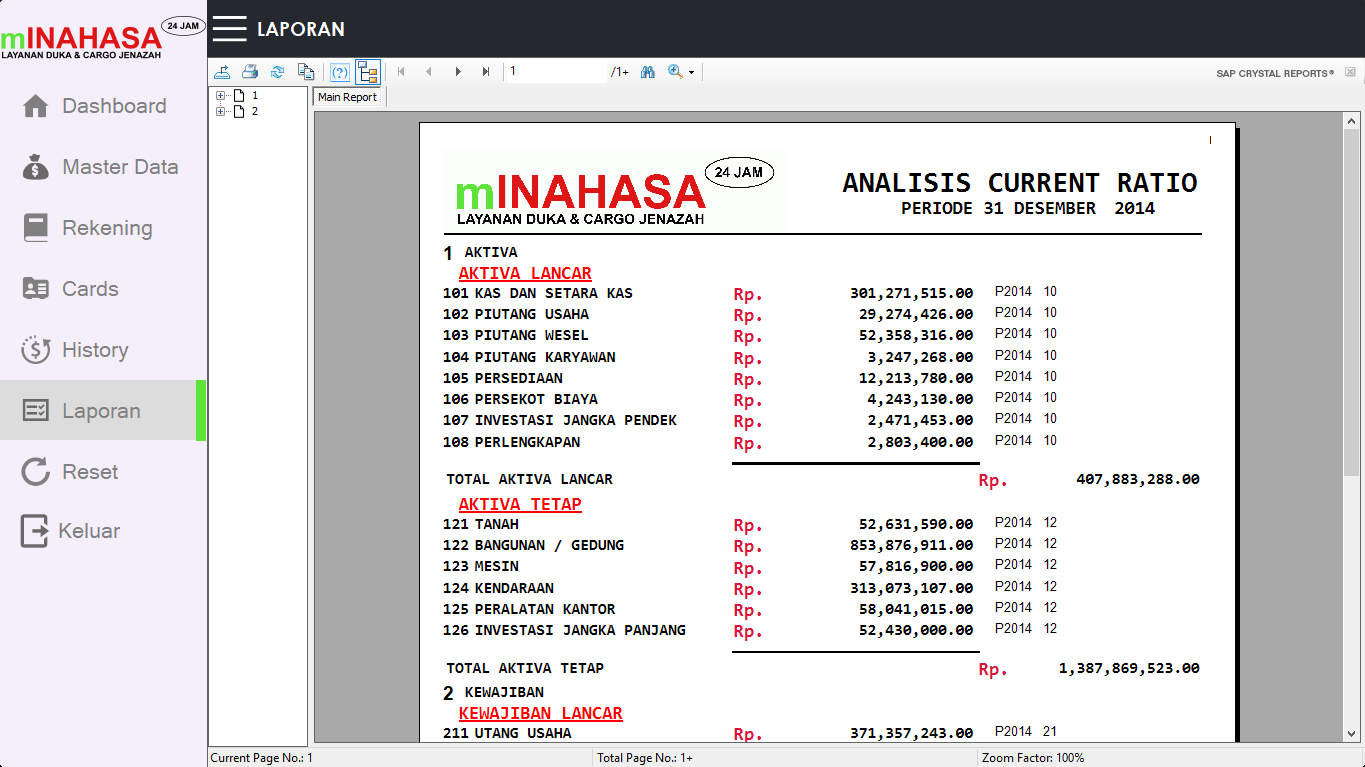 mINAHASA 24 JAM
LAYANAN DUKA & CARGO JENAZAH
LAPORAN
Dashboard
Master Data
Rekening
Cards
History
Laporan
Reset
Keluar
1 /1+
SAP CRYSTAL REPORTS®
1
2
Main Report
mINAHASA 24 JAM
LAYANAN DUKA & CARGO JENAZAH
ANALISIS CURRENT RATIO
PERIODE 31 DESEMBER 2014
1 AKTIVA
AKTIVA LANCAR
101 KAS DAN SETARA KAS Rp. 301,271,515.00 P2014 10
102 PIUTANG USAHA Rp. 29,274,426.00 P2014 10
103 PIUTANG WESEL Rp. 52,358,316.00 P2014 10
104 PIUTANG KARYAWAN Rp. 3,247,268.00 P2014 10
105 PERSEDIAAN Rp. 12,213,780.00 P2014 10
106 PERSEKOT BIAYA Rp. 4,243,130.00 P2014 10
107 INVESTASI JANGKA PENDEK Rp. 2,471,453.00 P2014 10
108 PERLENGKAPAN Rp. 2,803,400.00 P2014 10
TOTAL AKTIVA LANCAR Rp. 407,883,288.00
AKTIVA TETAP
121 TANAH Rp. 52,631,590.00 P2014 12
122 BANGUNAN / GEDUNG Rp. 853,876,911.00 P2014 12
123 MESIN Rp. 57,816,900.00 P2014 12
124 KENDARAAN Rp. 313,073,107.00 P2014 12
125 PERALATAN KANTOR Rp. 58,041,015.00 P2014 12
126 INVESTASI JANGKA PANJANG Rp. 52,430,000.00 P2014 12
TOTAL AKTIVA TETAP Rp. 1,387,869,523.00
2 KEWAJIBAN
KEWAJIBAN LANCAR
211 UTANG USAHA Rp. 371,357,243.00 P2014 21
Current Page No.: 1
Total Page No.: 1+
Zoom Factor: 100%